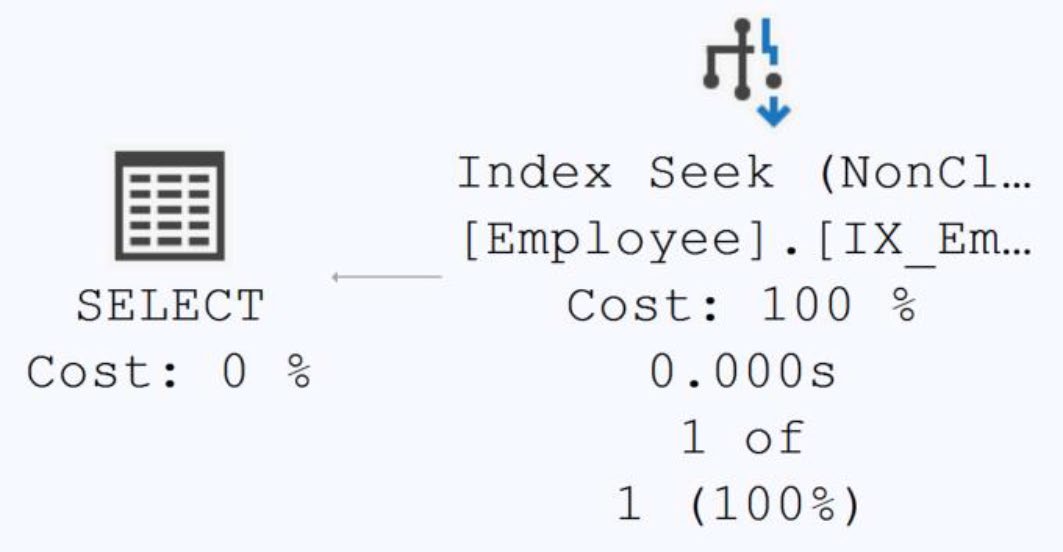 SELECT
Cost: 0 %
Index Seek (NonCl…
[Employee].[IX_Em…
Cost: 100 %
0.000s
1 of
1 (100%)